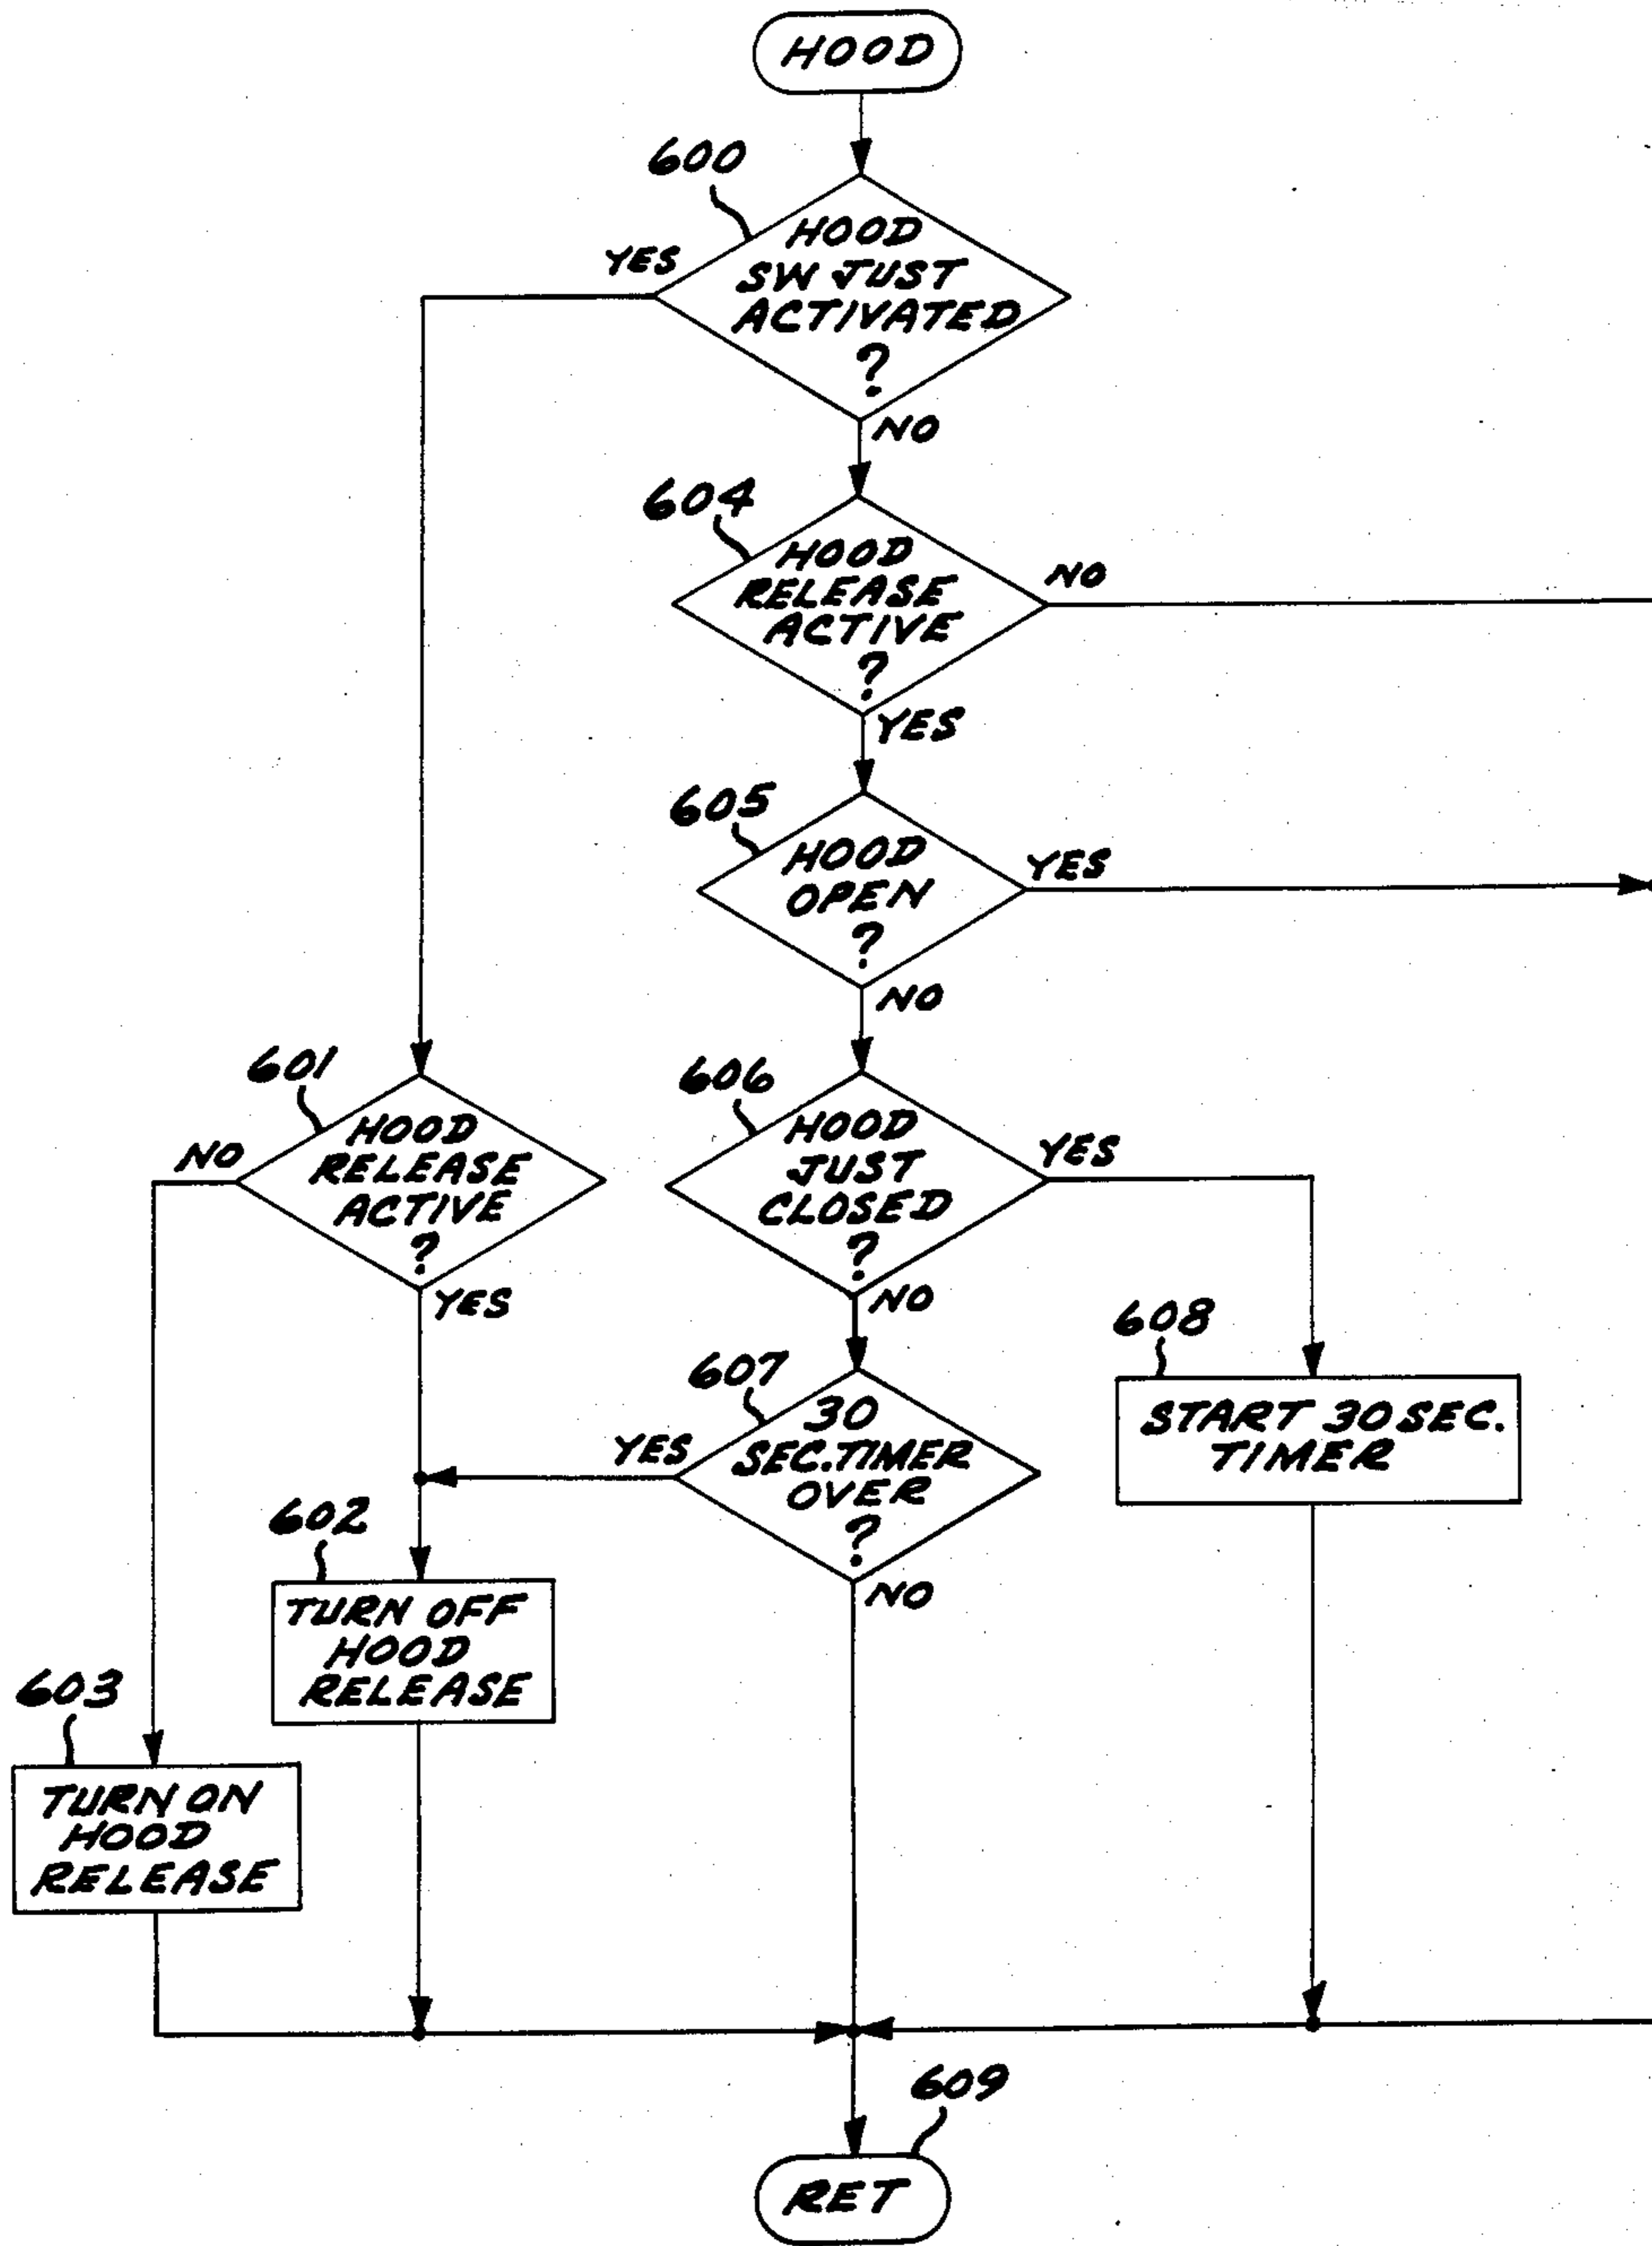 HOOD
600
HOOD
SW JUST
ACTIVATED
?
YES
NO
604
HOOD
RELEASE
ACTIVE
?
NO
YES
605
HOOD
OPEN
?
YES
NO
601
HOOD
RELEASE
ACTIVE
?
NO
YES
606
HOOD
JUST
CLOSED
?
YES
NO
607
30
SEC. TIMER
OVER
?
YES
NO
608
START 30 SEC.
TIMER
602
TURN OFF
HOOD
RELEASE
603
TURN ON
HOOD
RELEASE
609
RET